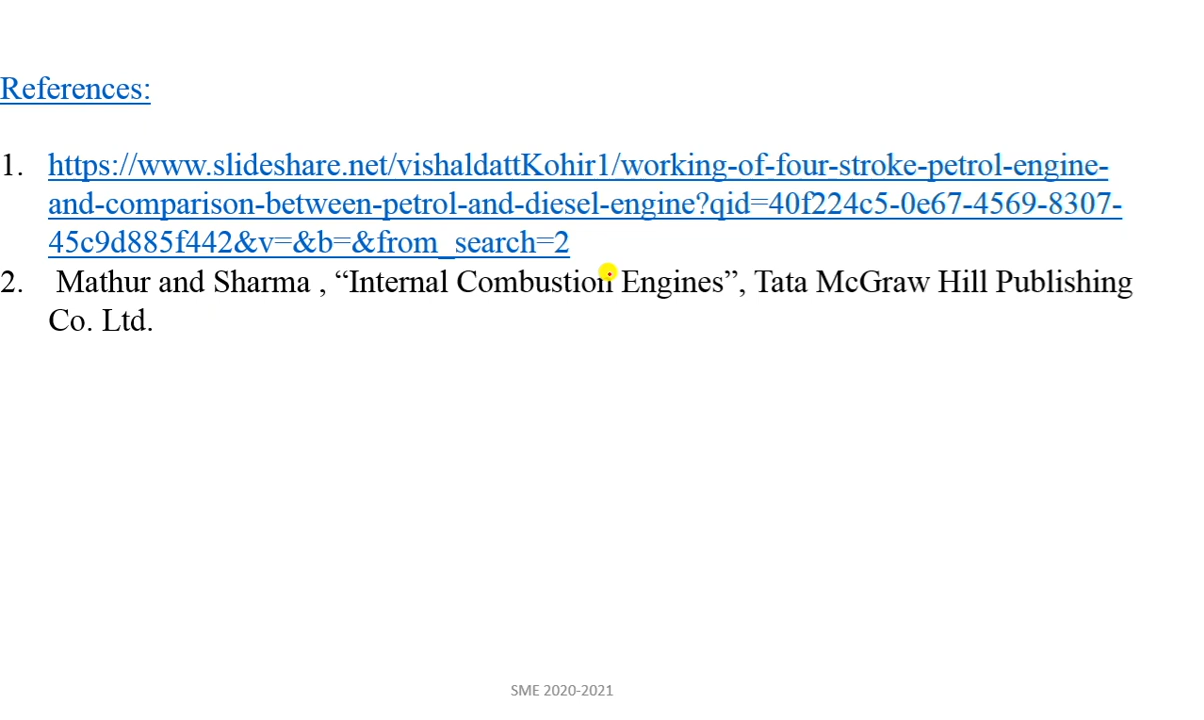 References:
1. https://www.slideshare.net/vishaldattKohir1/working-of-four-stroke-petrol-engine-
and-comparison-between-petrol-and-diesel-engine?qid=40f224c5-0e67-4569-8307-
45c9d885f442&v=&b=&from_search=2
2. Mathur and Sharma , “Internal Combustion Engines”, Tata McGraw Hill Publishing
Co. Ltd.
SME 2020-2021